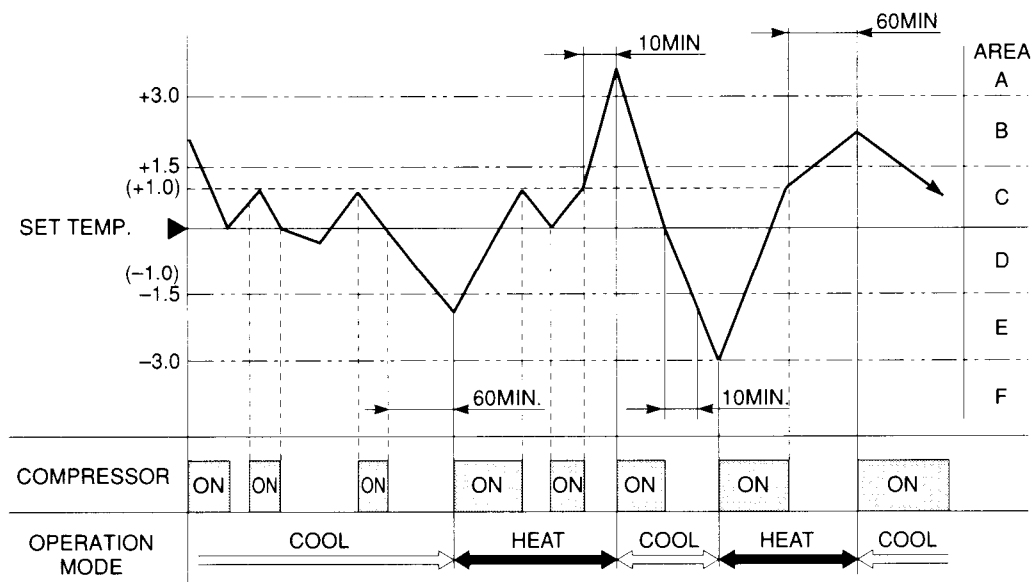 60MIN
10MIN
AREA
A
+3.0
B
+1.5
(+1.0)
C
SET TEMP.
D
(−1.0)
−1.5
E
−3.0
60MIN.
10MIN.
F
COMPRESSOR ON ON ON ON ON ON ON ON
OPERATION MODE COOL HEAT COOL HEAT COOL